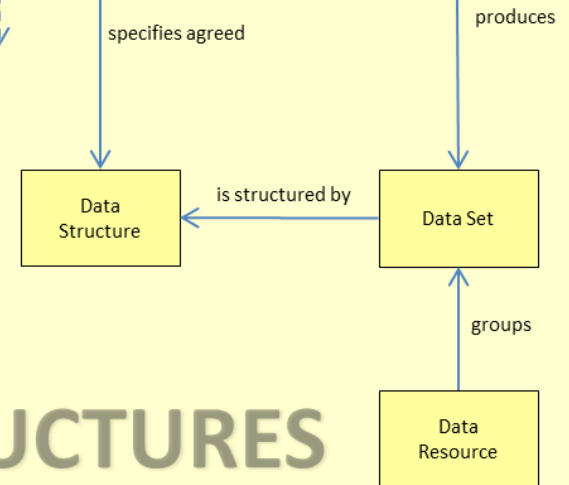 produces
specifies agreed
is structured by
Data
Structure
Data Set
groups
UCTURES
Data
Resource